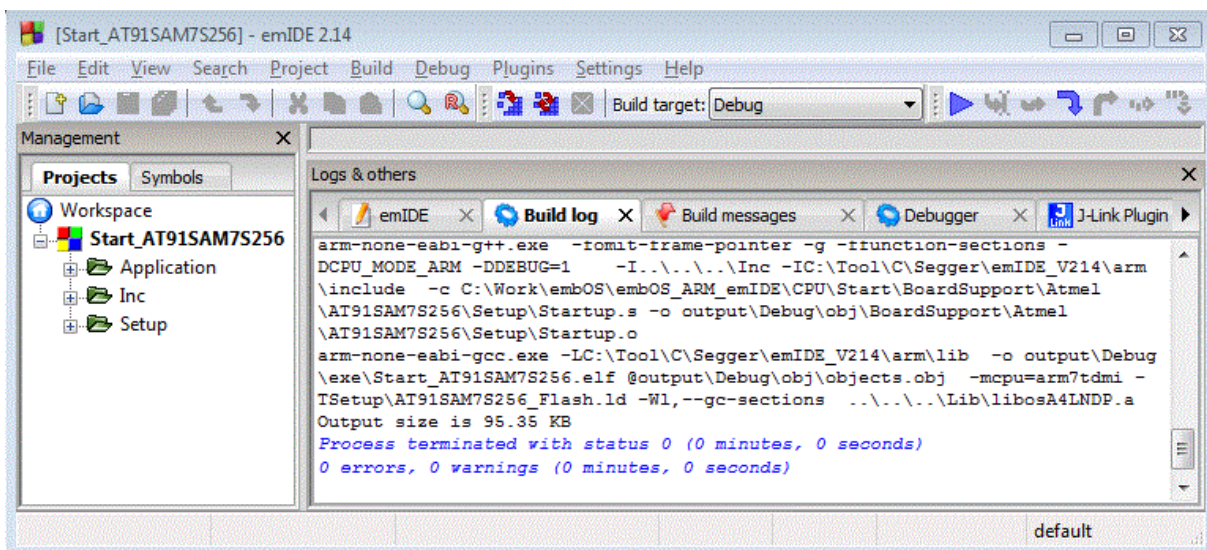 [Start_AT91SAM7S256] - emIDE 2.14
File Edit View Search Project Build Debug Plugins Settings Help
Build target: Debug
Management
Projects Symbols
Workspace
Start_AT91SAM7S256
Application
Inc
Setup
Logs & others
emIDE Build log Build messages Debugger J-Link Plugin
arm-none-eabi-g++.exe -fomit-frame-pointer -g -ffunction-sections -
DCPU_MODE_ARM -DDEBUG=1 -I..\..\..\Inc -IC:\Tool\C\Segger\emIDE_V214\arm
\include -c C:\Work\embOS\embOS_ARM_emIDE\CPU\Start\BoardSupport\Atmel
\AT91SAM7S256\Setup\Startup.s -o output\Debug\obj\BoardSupport\Atmel
\AT91SAM7S256\Setup\Startup.o
arm-none-eabi-gcc.exe -LC:\Tool\C\Segger\emIDE_V214\arm\lib -o output\Debug
\exe\Start_AT91SAM7S256.elf @output\Debug\obj\objects.obj -mcpu=arm7tdmi -
TSetup\AT91SAM7S256_Flash.ld -Wl,--gc-sections ..\..\..\Lib\libosA4LNDP.a
Output size is 95.35 KB
Process terminated with status 0 (0 minutes, 0 seconds)
0 errors, 0 warnings (0 minutes, 0 seconds)
default